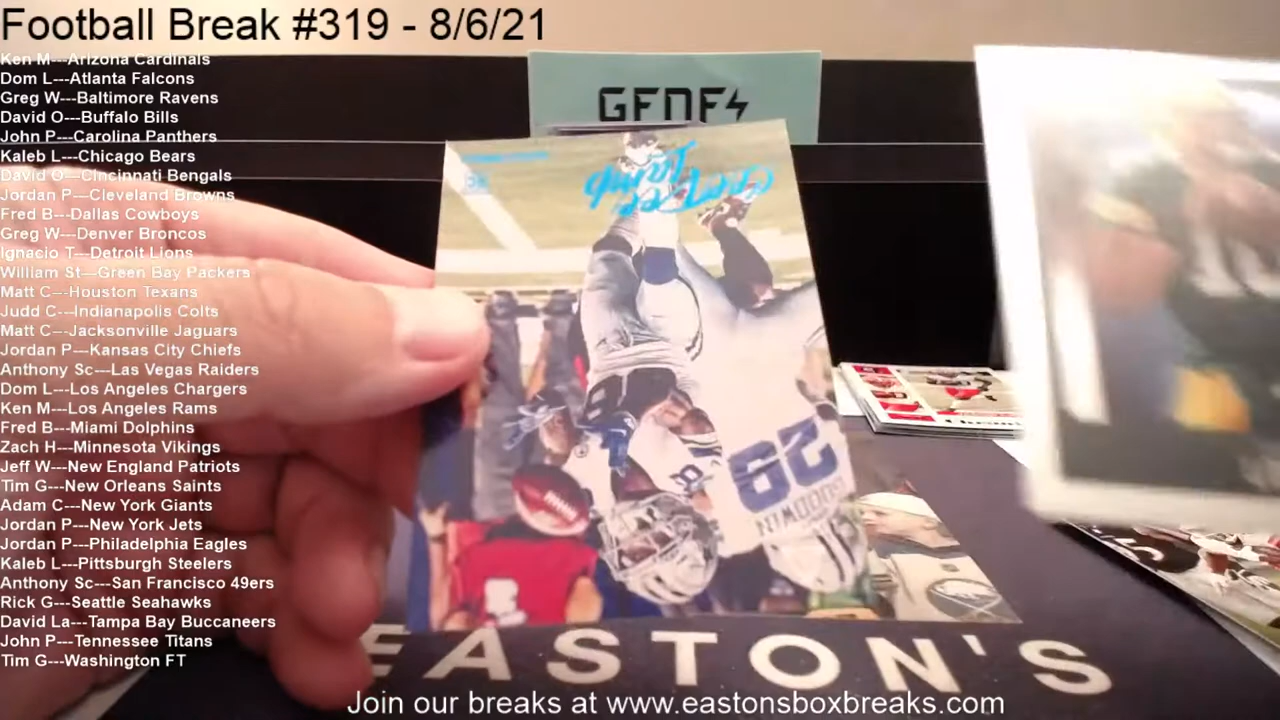 Football Break #319 - 8/6/21
Ken M---Arizona Cardinals
Dom L---Atlanta Falcons
Greg W---Baltimore Ravens
David O---Buffalo Bills
John P---Carolina Panthers
Kaleb L---Chicago Bears
David O---Cincinnati Bengals
Jordan P---Cleveland Browns
Fred B---Dallas Cowboys
Greg W---Denver Broncos
Ignacio T---Detroit Lions
William St---Green Bay Packers
Matt C---Houston Texans
Judd C---Indianapolis Colts
Matt C---Jacksonville Jaguars
Jordan P---Kansas City Chiefs
Anthony Sc---Las Vegas Raiders
Dom L---Los Angeles Chargers
Ken M---Los Angeles Rams
Fred B---Miami Dolphins
Zach H---Minnesota Vikings
Jeff W---New England Patriots
Tim G---New Orleans Saints
Adam C---New York Giants
Jordan P---New York Jets
Jordan P---Philadelphia Eagles
Kaleb L---Pittsburgh Steelers
Anthony Sc---San Francisco 49ers
Rick G---Seattle Seahawks
David La---Tampa Bay Buccaneers
John P---Tennessee Titans
Tim G---Washington FT
Lamb
29
GOODWIN
EASTON'S
Join our breaks at www.eastonsboxbreaks.com